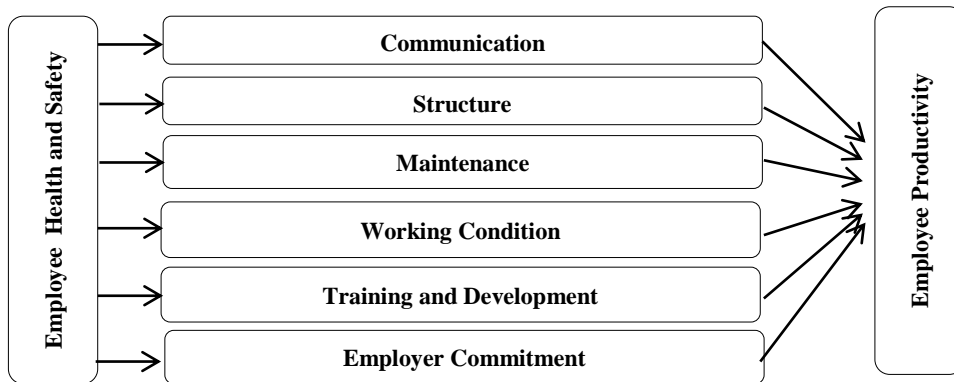 Employee Health and Safety
Communication
Structure
Maintenance
Working Condition
Training and Development
Employer Commitment
Employee Productivity